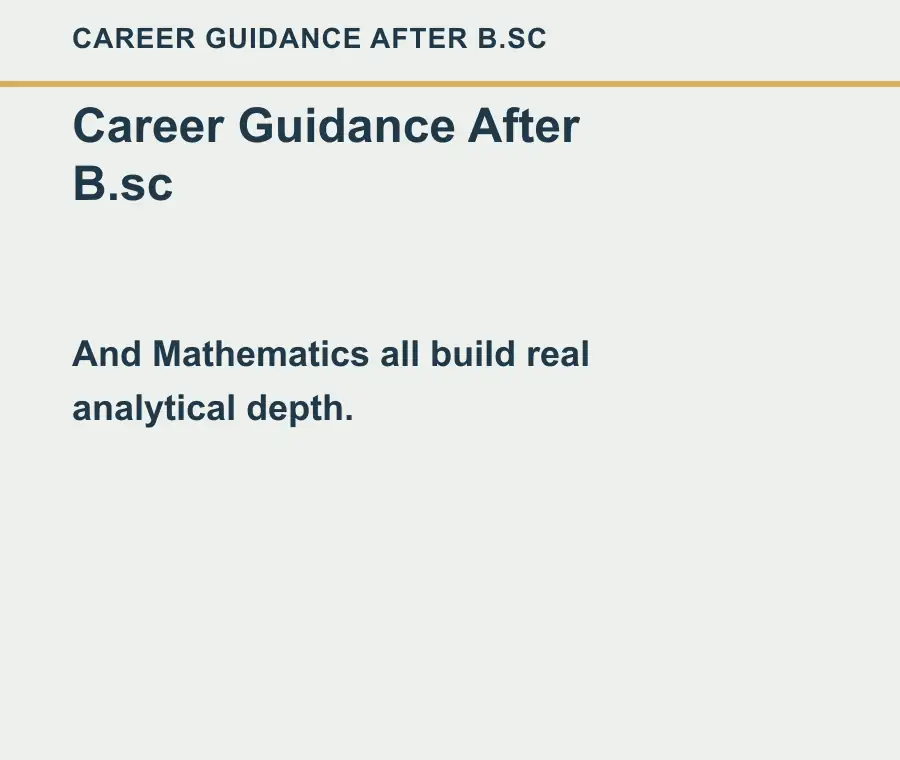 CAREER GUIDANCE AFTER B.SC
Career Guidance After
B.sc
And Mathematics all build real
analytical depth.